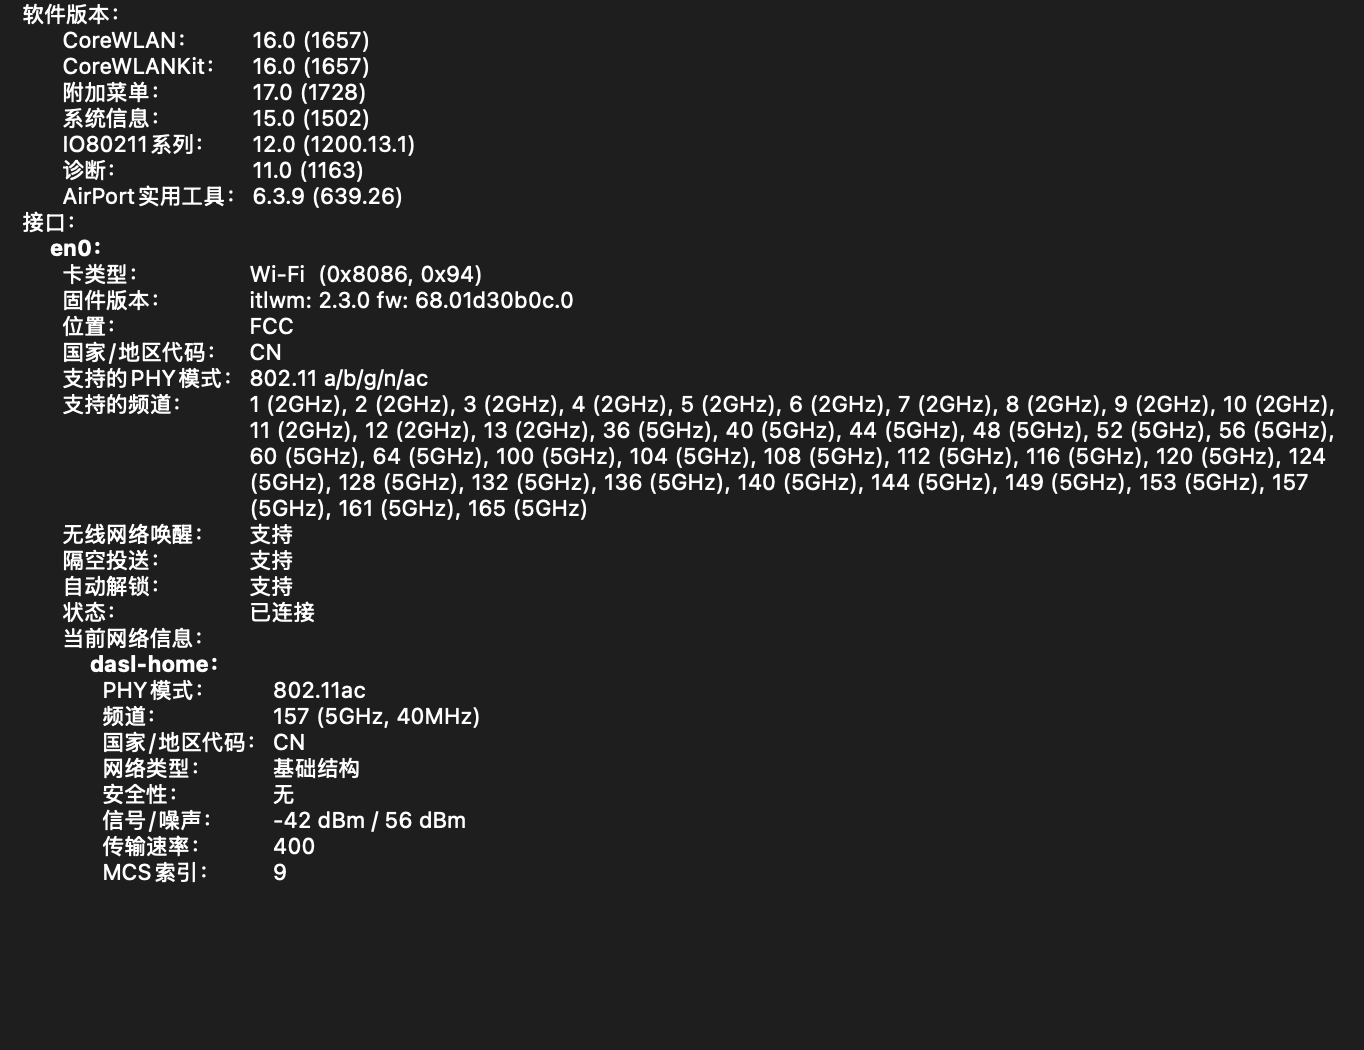 软件版本：
CoreWLAN： 16.0 (1657)
CoreWLANKit： 16.0 (1657)
附加菜单： 17.0 (1728)
系统信息： 15.0 (1502)
IO80211系列： 12.0 (1200.13.1)
诊断： 11.0 (1163)
AirPort实用工具： 6.3.9 (639.26)
接口：
en0：
卡类型： Wi-Fi  (0x8086, 0x94)
固件版本： itlwm: 2.3.0 fw: 68.01d30b0c.0
位置： FCC
国家/地区代码： CN
支持的PHY模式： 802.11 a/b/g/n/ac
支持的频道： 1 (2GHz), 2 (2GHz), 3 (2GHz), 4 (2GHz), 5 (2GHz), 6 (2GHz), 7 (2GHz), 8 (2GHz), 9 (2GHz), 10 (2GHz),
11 (2GHz), 12 (2GHz), 13 (2GHz), 36 (5GHz), 40 (5GHz), 44 (5GHz), 48 (5GHz), 52 (5GHz), 56 (5GHz),
60 (5GHz), 64 (5GHz), 100 (5GHz), 104 (5GHz), 108 (5GHz), 112 (5GHz), 116 (5GHz), 120 (5GHz), 124
(5GHz), 128 (5GHz), 132 (5GHz), 136 (5GHz), 140 (5GHz), 144 (5GHz), 149 (5GHz), 153 (5GHz), 157
(5GHz), 161 (5GHz), 165 (5GHz)
无线网络唤醒： 支持
隔空投送： 支持
自动解锁： 支持
状态： 已连接
当前网络信息：
dasl-home：
PHY模式： 802.11ac
频道： 157 (5GHz, 40MHz)
国家/地区代码： CN
网络类型： 基础结构
安全性： 无
信号/噪声： -42 dBm / 56 dBm
传输速率： 400
MCS索引： 9